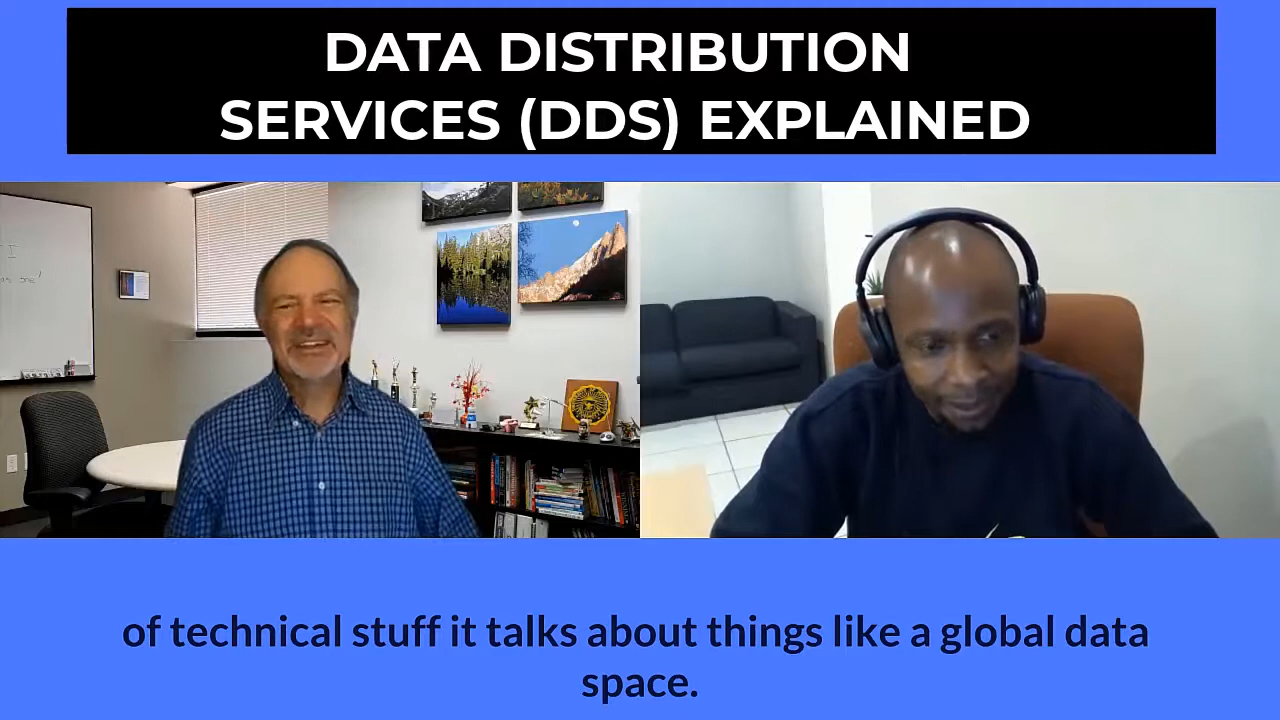 DATA DISTRIBUTION
SERVICES (DDS) EXPLAINED
of technical stuff it talks about things like a global data
space.